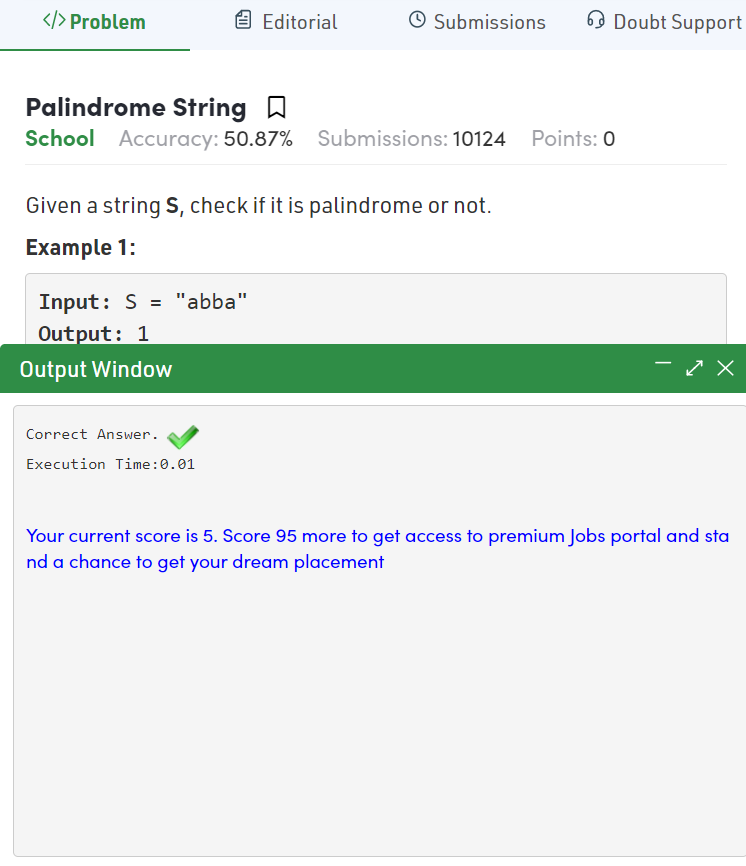 </> Problem Editorial Submissions Doubt Support
Palindrome String
School Accuracy: 50.87% Submissions: 10124 Points: 0
Given a string S, check if it is palindrome or not.
Example 1:
Input: S = "abba"
Output: 1
Output Window
Correct Answer.
Execution Time:0.01
Your current score is 5. Score 95 more to get access to premium Jobs portal and sta
nd a chance to get your dream placement